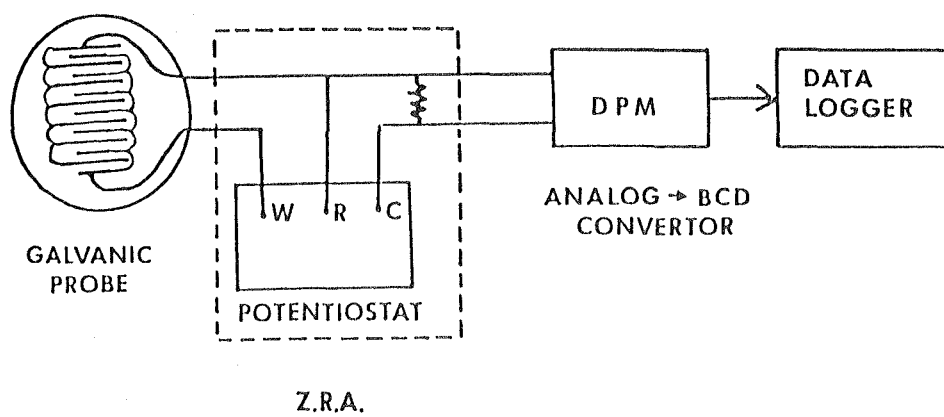 DPM
DATA
LOGGER
W R C
ANALOG → BCD
CONVERTOR
GALVANIC
PROBE
POTENTIOSTAT
Z.R.A.